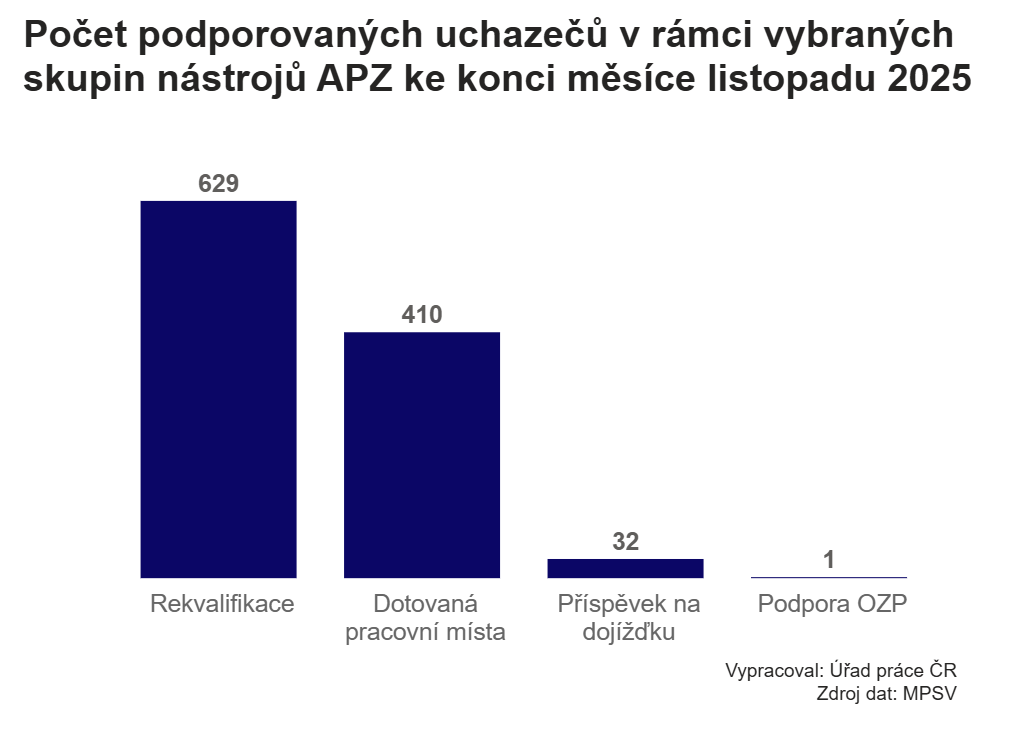 Počet podporovaných uchazečů v rámci vybraných
skupin nástrojů APZ ke konci měsíce listopadu 2025
629
410
32
1
Rekvalifikace
Dotovaná
pracovní místa
Příspěvek na
dojížďku
Podpora OZP
Vypracoval: Úřad práce ČR
Zdroj dat: MPSV